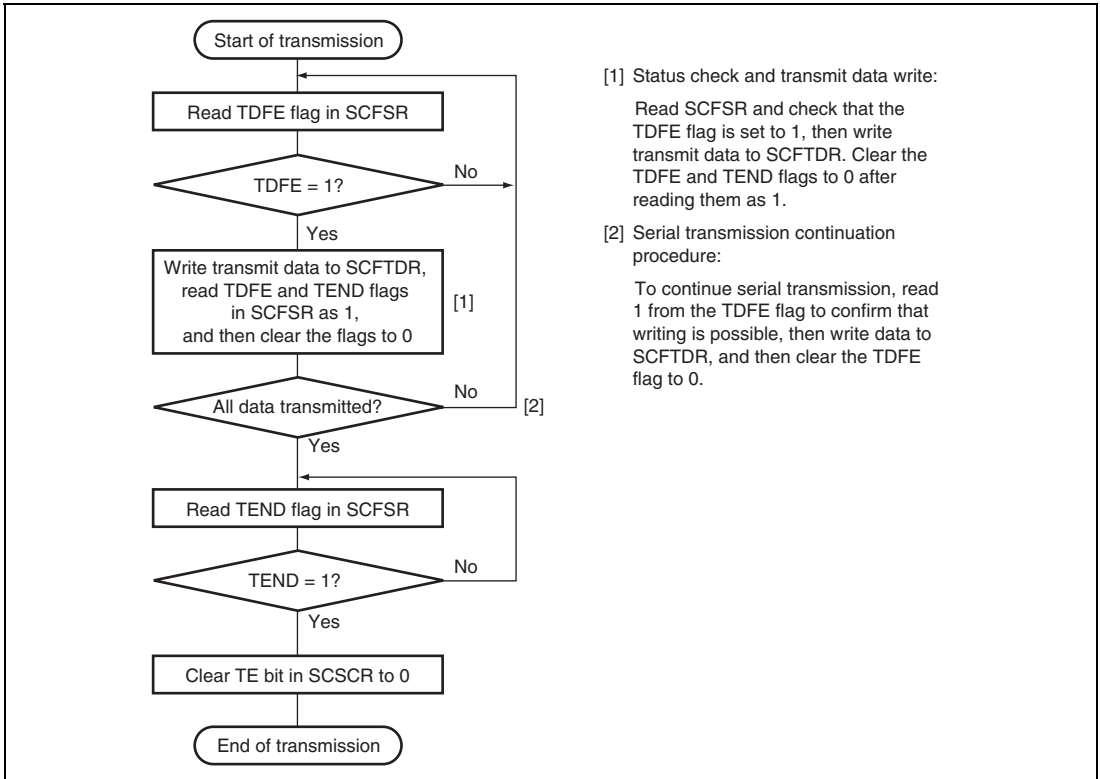 Start of transmission
Read TDFE flag in SCFSR
TDFE = 1?
No
Yes
Write transmit data to SCFTDR,
read TDFE and TEND flags
in SCFSR as 1,
and then clear the flags to 0
[1]
All data transmitted?
No
[2]
Yes
Read TEND flag in SCFSR
TEND = 1?
No
Yes
Clear TE bit in SCSCR to 0
End of transmission
[1] Status check and transmit data write:
Read SCFSR and check that the
TDFE flag is set to 1, then write
transmit data to SCFTDR. Clear the
TDFE and TEND flags to 0 after
reading them as 1.
[2] Serial transmission continuation
procedure:
To continue serial transmission, read
1 from the TDFE flag to confirm that
writing is possible, then write data to
SCFTDR, and then clear the TDFE
flag to 0.